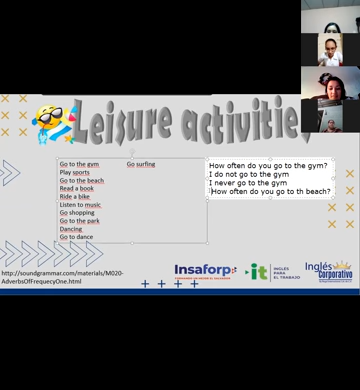 Leisure activities
Go to the gym
Play sports
Go to the beach
Read a book
Ride a bike
Listen to music
Go shopping
Go to the park
Dancing
Go to dance
Go surfing
How often do you go to the gym?
I do not go to the gym
I never go to the gym
How often do you go to th beach?
http://soundgrammar.com/materials/M020-
AdverbsOfFrequecyOne.html
Insaforp
it
INGLÉS
PARA
EL TRABAJO
Inglés
Corporativo